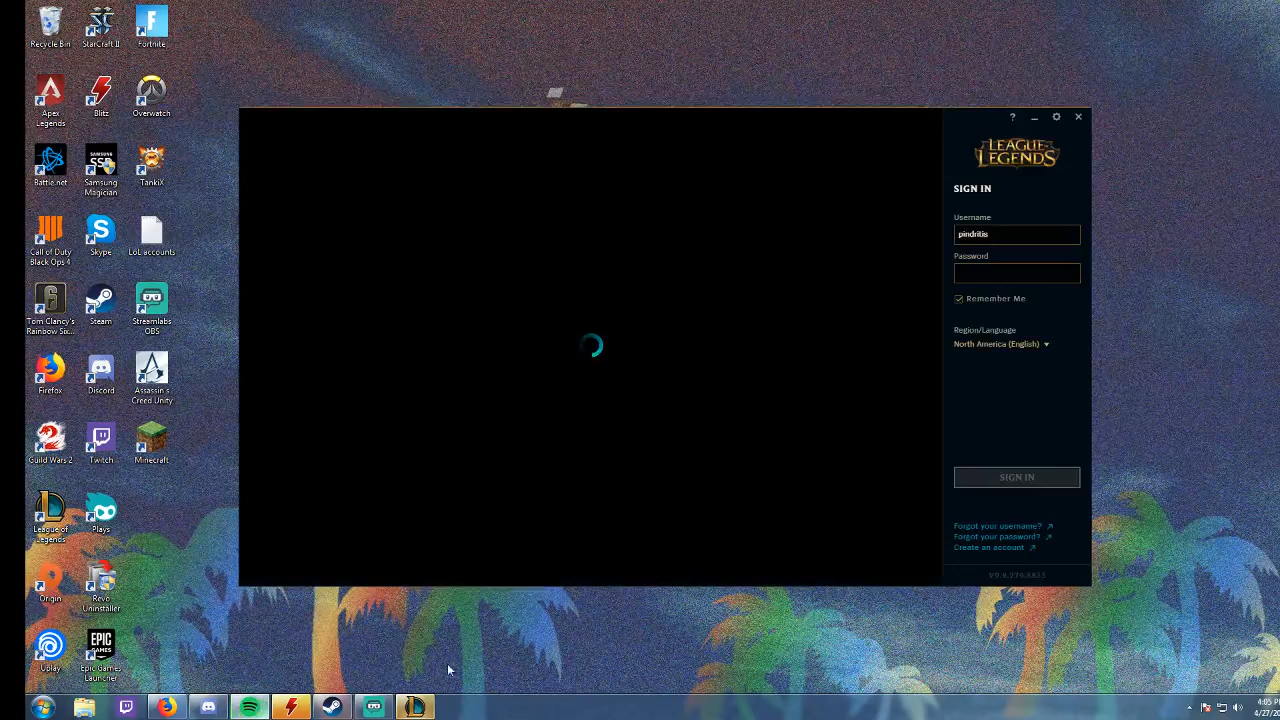 Recycle Bin
StarCraft II
Fortnite
Apex
Legends
Blitz
Overwatch
Battle.net
SAMSUNG
SSD
Samsung
Magician
TankiX
Call of Duty
Black Ops 4
Skype
LoL accounts
Tom Clancy's
Rainbow Six...
Steam
Streamlabs
OBS
Firefox
Discord
Assassin's
Creed Unity
Guild Wars 2
Twitch
Minecraft
League of
Legends
Plays
Origin
Revo
Uninstaller
Uplay
EPIC
GAMES
Epic Games
Launcher
?
LEAGUE
OF
LEGENDS
SIGN IN
Username
pindritis
Password
Remember Me
Region/Language
North America (English)
SIGN IN
Forgot your username?
Forgot your password?
Create an account
4:05 P
4/27/20